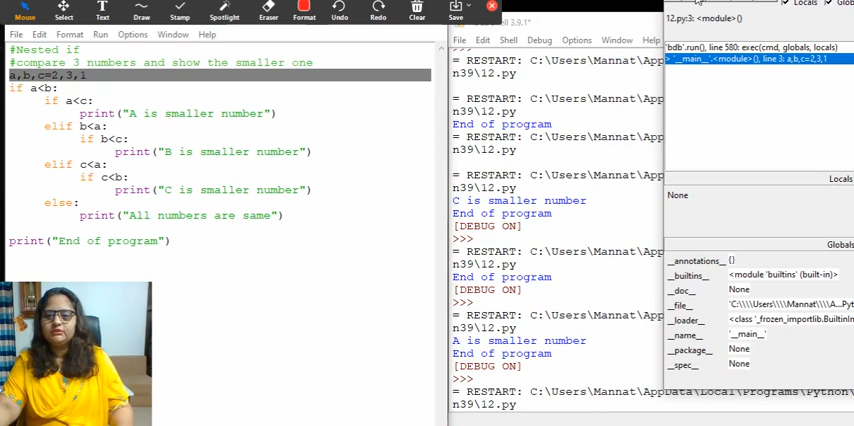 Mouse Select Text Draw Stamp Spotlight Eraser Format Undo Redo Clear Save
File Edit Format Run Options Window Help
#Nested if
#compare 3 numbers and show the smaller one
a,b,c=2,3,1
if a<b:
if a<c:
print("A is smaller number")
elif b<a:
if b<c:
print("B is smaller number")
elif c<a:
if c<b:
print("C is smaller number")
else:
print("All numbers are same")
print("End of program")
3.9.1*
File Edit Shell Debug Options Window
>>>
= RESTART: C:\Users\Mannat\App
n39\12.py
= RESTART: C:\Users\Mannat\App
n39\12.py
End of program
= RESTART: C:\Users\Mannat\App
n39\12.py
= RESTART: C:\Users\Mannat\App
n39\12.py
C is smaller number
End of program
[DEBUG ON]
>>>
= RESTART: C:\Users\Mannat\App
n39\12.py
End of program
[DEBUG ON]
>>>
= RESTART: C:\Users\Mannat\App
n39\12.py
A is smaller number
End of program
[DEBUG ON]
>>>
= RESTART: C:\Users\Mannat\AppData\Local\Programs\Python\
n39\12.py
Locals
12.py:3: <module>()
'bdb'.run(), line 580: exec(cmd, globals, locals)
> '__main__'.<module>(), line 3: a,b,c=2,3,1
Locals
None
Globals
__annotations__ {}
__builtins__ <module 'builtins' (built-in)>
__doc__ None
__file__ 'C:\\\\Users\\\\Mannat\\\\A...Pyt
__loader__ <class '_frozen_importlib.BuiltinIn
__name__ '__main__'
__package__ None
__spec__ None